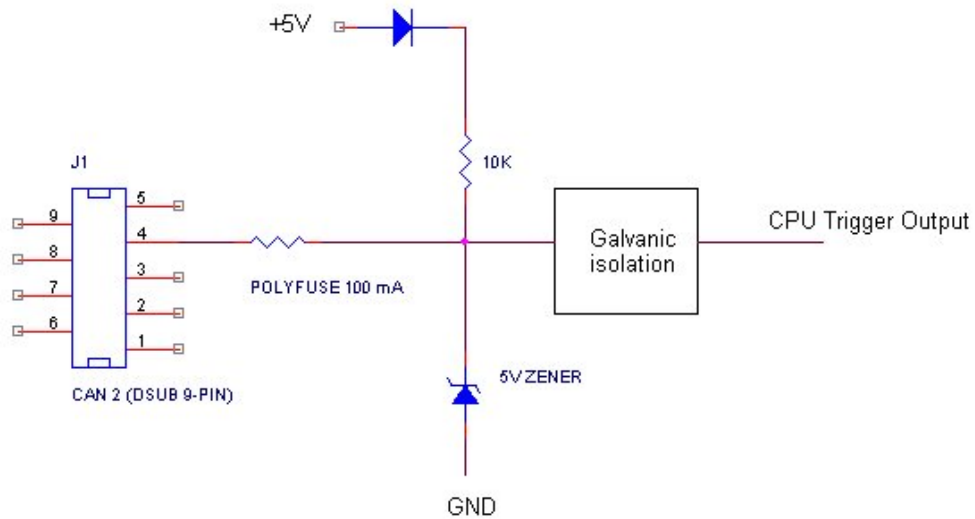 +5V
10K
J1
9
8
7
6
5
4
3
2
1
POLYFUSE 100 mA
Galvanic
isolation
CPU Trigger Output
CAN 2 (DSUB 9-PIN)
5V ZENER
GND